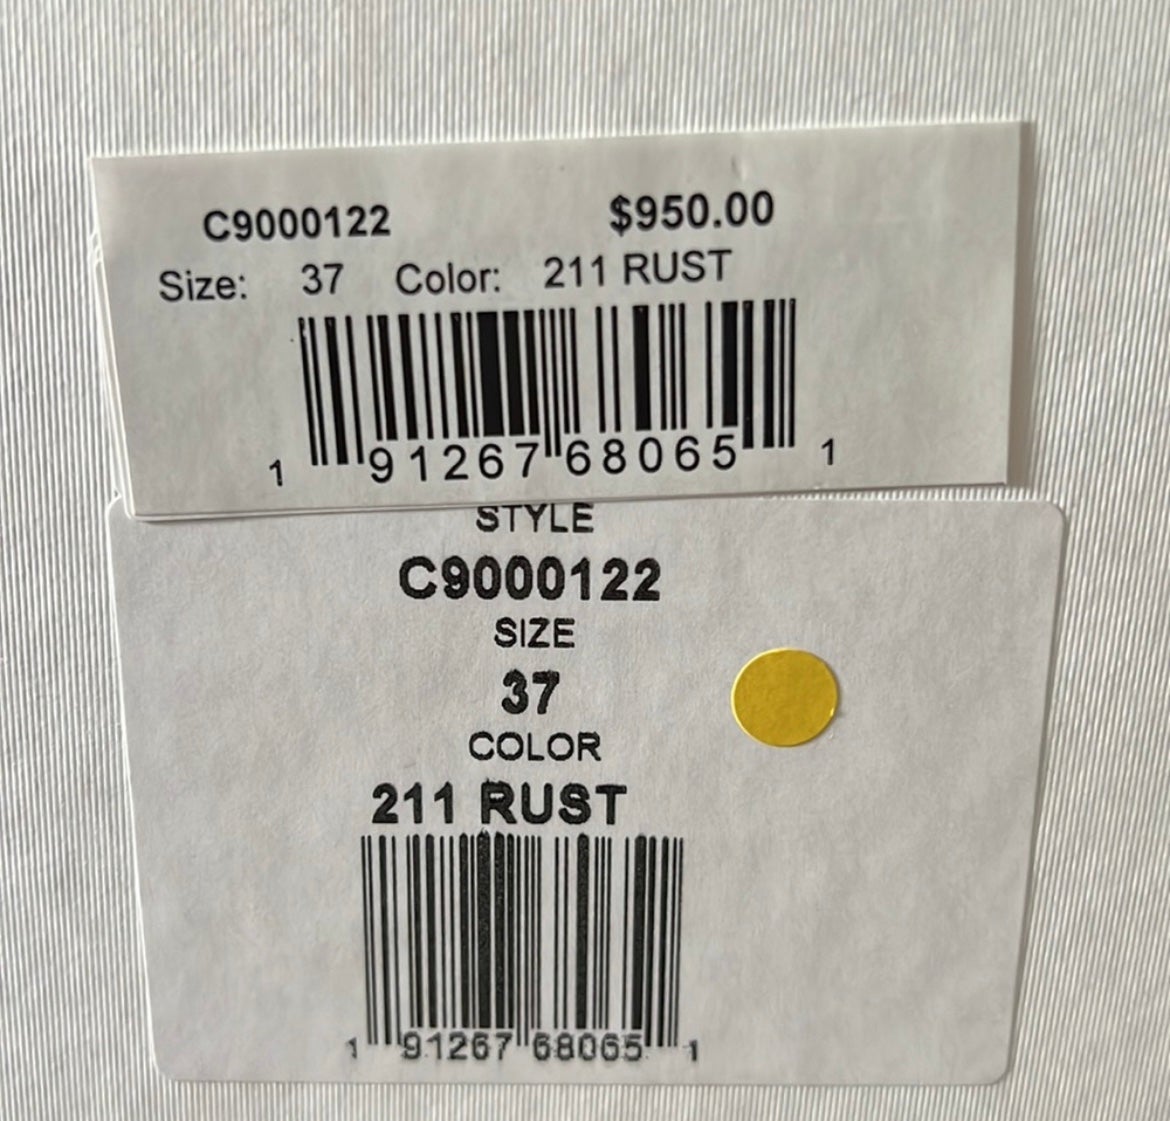 C9000122 $950.00
Size: 37 Color: 211 RUST
1 91267 68065 1
STYLE
C9000122
SIZE
37
COLOR
211 RUST
1 91267 68065 1